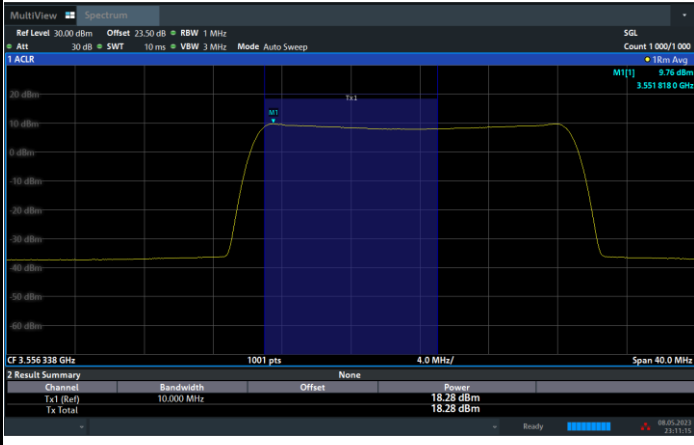 MultiView Spectrum
Ref Level 30.00 dBm Offset 23.50 dB RBW 1 MHz SGL
Att 30 dB SWT 10 ms VBW 3 MHz Mode Auto Sweep Count 1 000/1 000
1 ACLR 1Rm Avg
M1[1] 9.76 dBm
3.551 818 0 GHz
20 dBm
Tx1
M1
10 dBm
0 dBm
-10 dBm
-20 dBm
-30 dBm
-40 dBm
-50 dBm
-60 dBm
CF 3.556 338 GHz 1001 pts 4.0 MHz/ Span 40.0 MHz
2 Result Summary None
Channel Bandwidth Offset Power
Tx1 (Ref) 10.000 MHz 18.28 dBm
Tx Total 18.28 dBm
Ready 08.05.2023
23:11:15